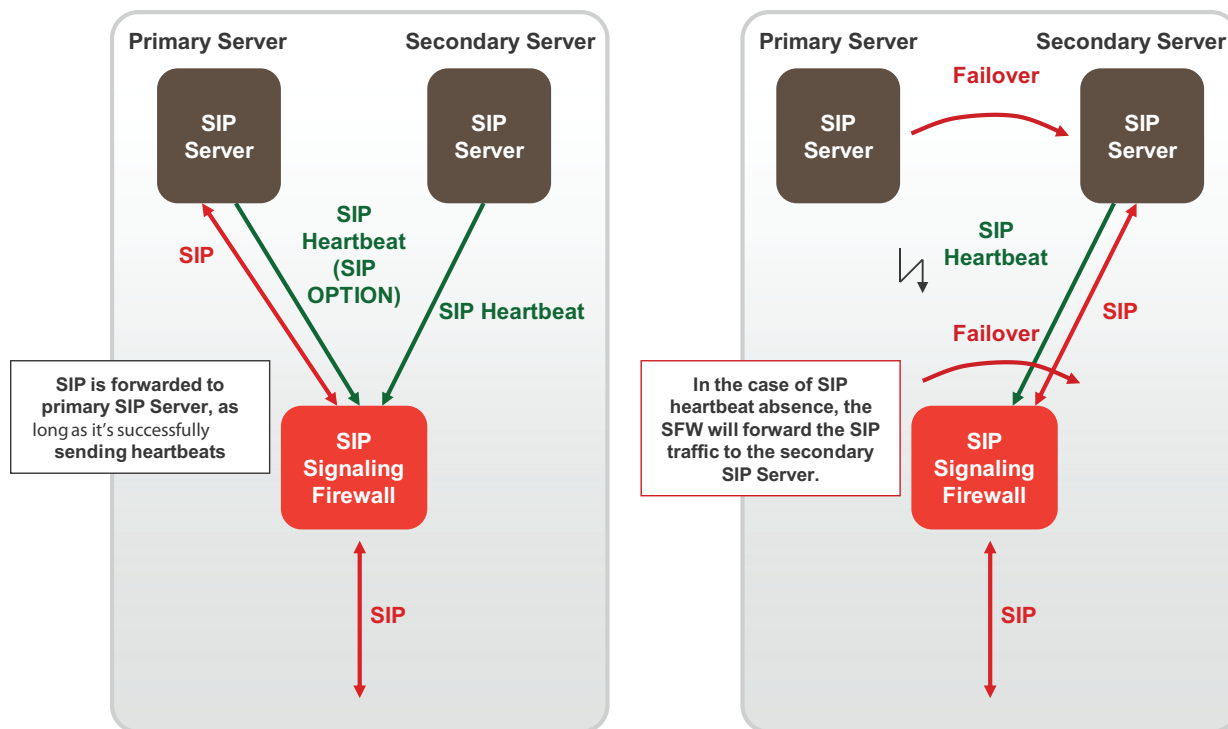 Primary Server
Secondary Server
SIP
Server
SIP
Server
SIP
SIP
Heartbeat
(SIP
OPTION)
SIP Heartbeat
SIP is forwarded to
primary SIP Server, as
long as it's successfully
sending heartbeats
SIP
Signaling
Firewall
SIP
Primary Server
Secondary Server
Failover
SIP
Server
SIP
Server
SIP
Heartbeat
SIP
Failover
In the case of SIP
heartbeat absence, the
SFW will forward the SIP
traffic to the secondary
SIP Server.
SIP
Signaling
Firewall
SIP